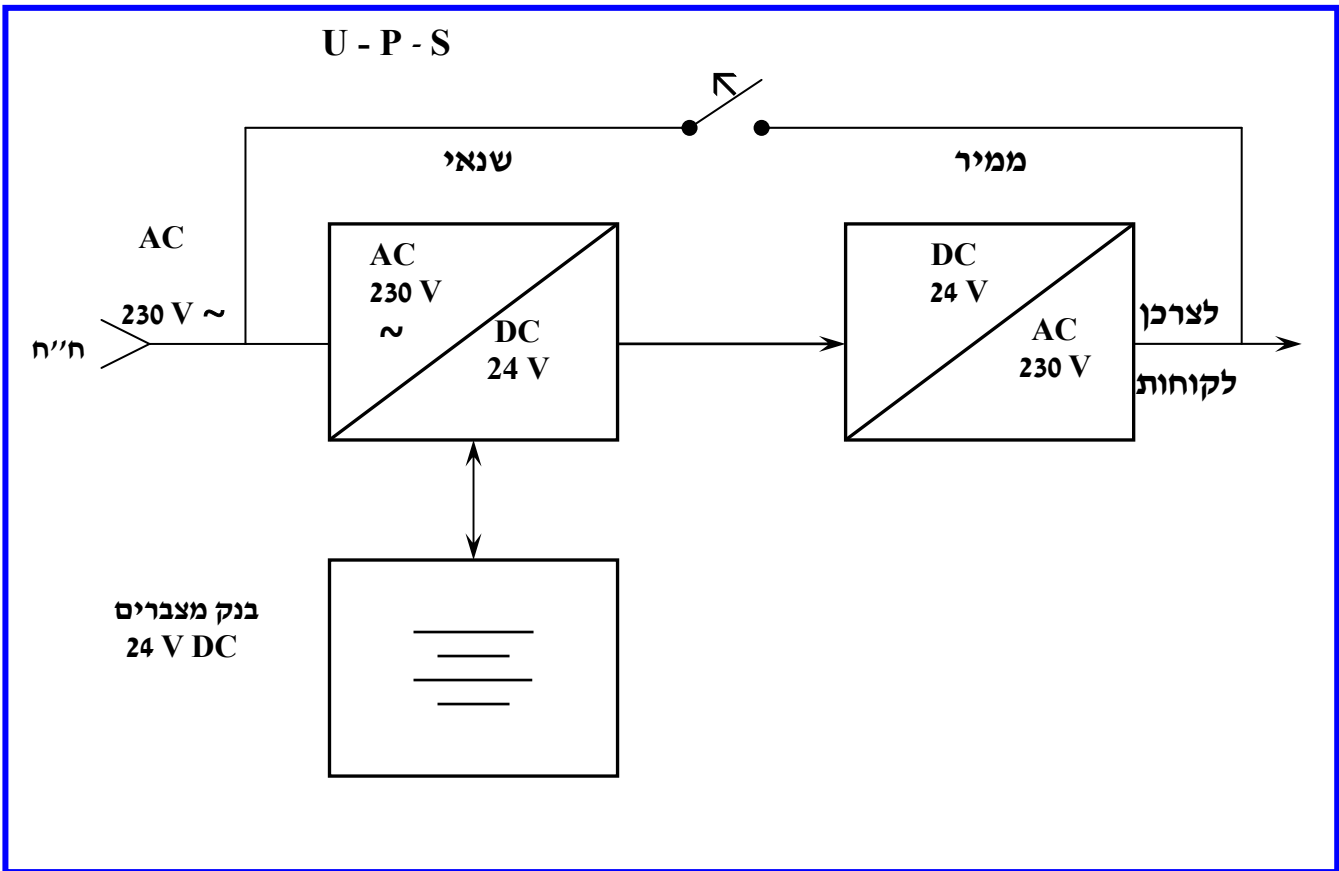 U - P - S
שנאי
ממיר
AC
230 V ~
ח״ח
AC
230 V
~
DC
24 V
DC
24 V
AC
230 V
לצרכן
לקוחות
בנק מצברים
24 V DC